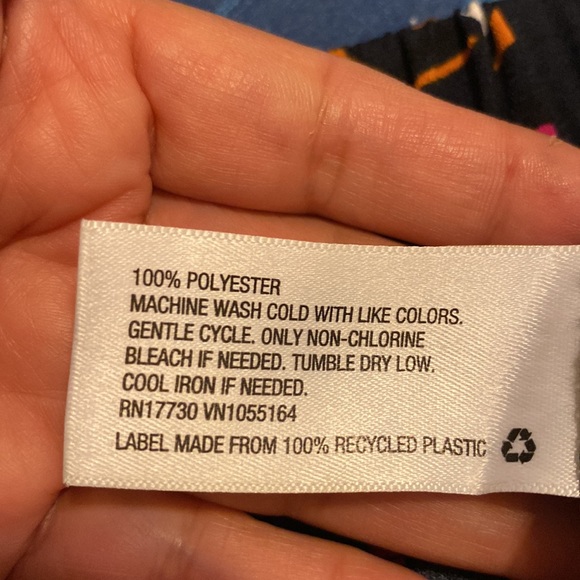 100% POLYESTER
MACHINE WASH COLD WITH LIKE COLORS.
GENTLE CYCLE. ONLY NON-CHLORINE
BLEACH IF NEEDED. TUMBLE DRY LOW.
COOL IRON IF NEEDED.
RN17730 VN1055164
LABEL MADE FROM 100% RECYCLED PLASTIC